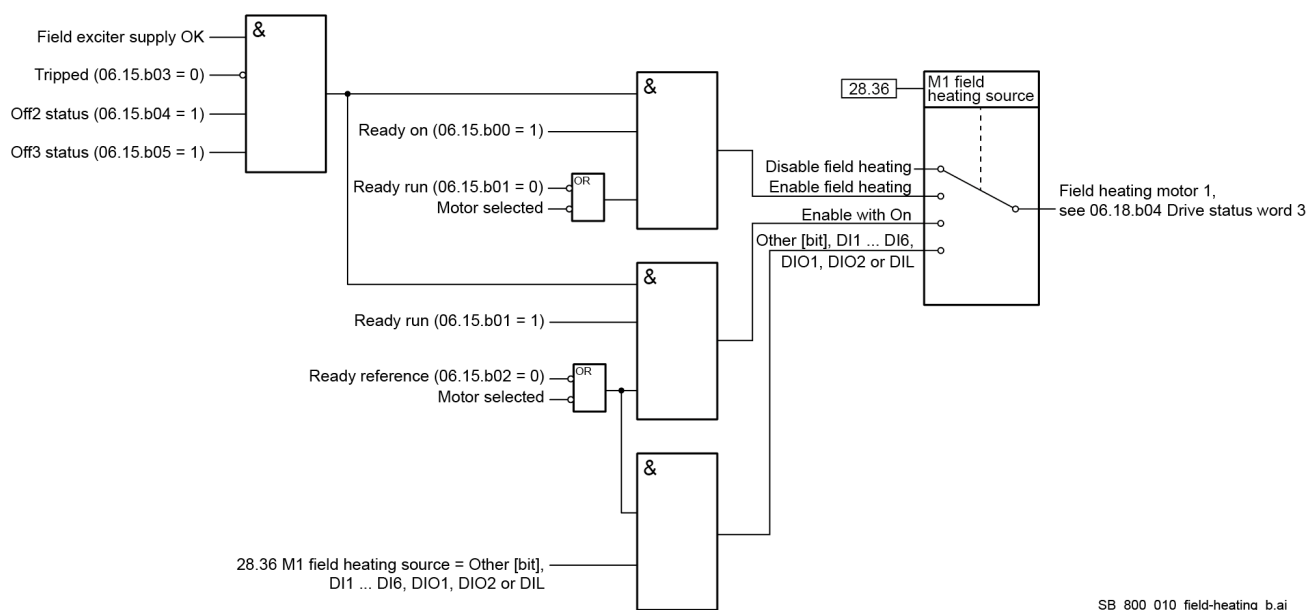 Field exciter supply OK
&
Tripped (06.15.b03 = 0)
Off2 status (06.15.b04 = 1)
Off3 status (06.15.b05 = 1)
&
Ready on (06.15.b00 = 1)
Ready run (06.15.b01 = 0)
OR
Motor selected
28.36
M1 field
heating source
Disable field heating
Enable field heating
Enable with On
Other [bit], DI1 ... DI6,
DIO1, DIO2 or DIL
Field heating motor 1,
see 06.18.b04 Drive status word 3
&
Ready run (06.15.b01 = 1)
Ready reference (06.15.b02 = 0)
OR
Motor selected
&
28.36 M1 field heating source = Other [bit],
DI1 ... DI6, DIO1, DIO2 or DIL
SB_800_010_field-heating_b.ai